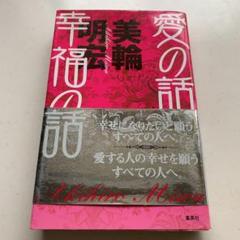 愛の話
幸福の話
美輪
明宏
幸せになりたいと願う
すべての人へ
愛する人の幸せを願う
すべての人へ
Akihiro Miwa
集英社